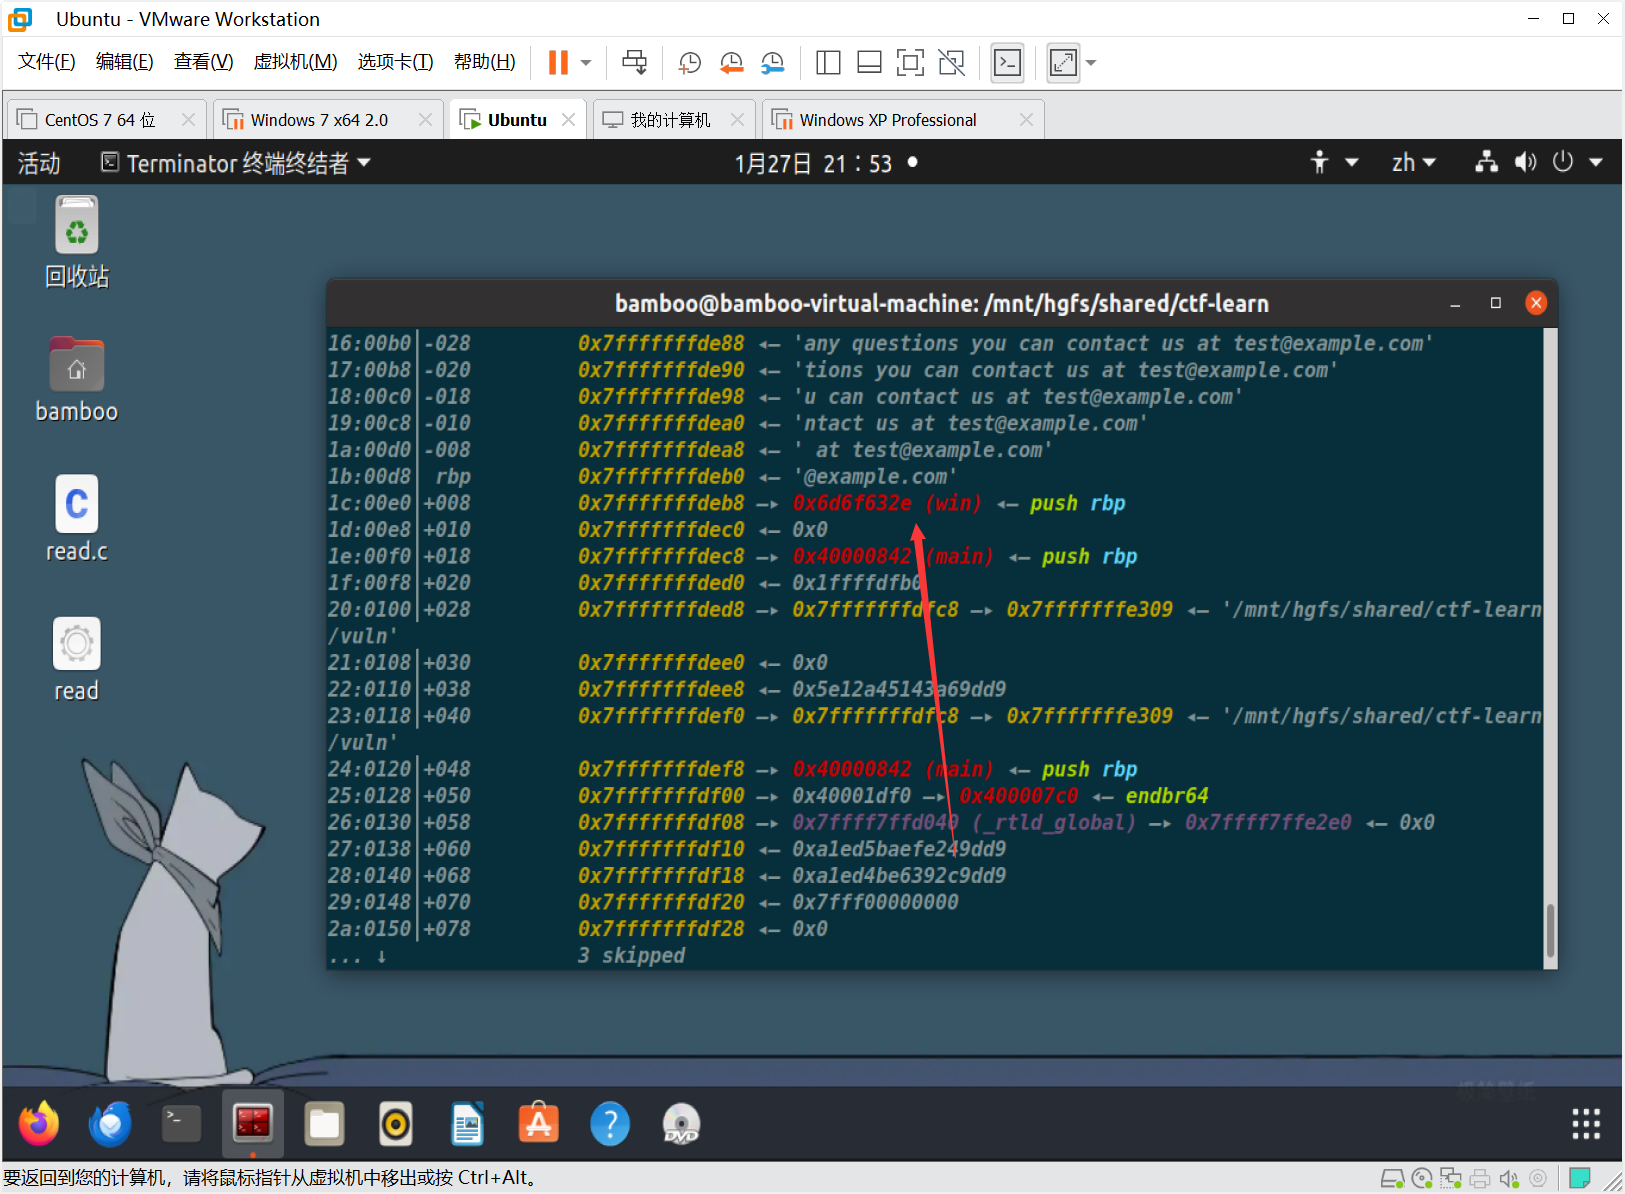 Ubuntu - VMware Workstation
文件(F) 编辑(E) 查看(V) 虚拟机(M) 选项卡(T) 帮助(H)
CentOS 7 64 位
Windows 7 x64 2.0
Ubuntu
我的计算机
Windows XP Professional
活动
Terminator 终端终结者
1月27日 21：53
zh
回收站
bamboo
read.c
read
bamboo@bamboo-virtual-machine: /mnt/hgfs/shared/ctf-learn
16:00b0│-028 0x7fffffffde88 ◂— 'any questions you can contact us at test@example.com'
17:00b8│-020 0x7fffffffde90 ◂— 'tions you can contact us at test@example.com'
18:00c0│-018 0x7fffffffde98 ◂— 'u can contact us at test@example.com'
19:00c8│-010 0x7fffffffdea0 ◂— 'ntact us at test@example.com'
1a:00d0│-008 0x7fffffffdea8 ◂— ' at test@example.com'
1b:00d8│ rbp 0x7fffffffdeb0 ◂— '@example.com'
1c:00e0│+008 0x7fffffffdeb8 —▸ 0x6d6f632e (win) ◂— push rbp
1d:00e8│+010 0x7fffffffdec0 ◂— 0x0
1e:00f0│+018 0x7fffffffdec8 —▸ 0x40000842 (main) ◂— push rbp
1f:00f8│+020 0x7fffffffded0 ◂— 0x1ffffdfb0
20:0100│+028 0x7fffffffded8 —▸ 0x7fffffffdfc8 —▸ 0x7fffffffe309 ◂— '/mnt/hgfs/shared/ctf-learn
/vuln'
21:0108│+030 0x7fffffffdee0 ◂— 0x0
22:0110│+038 0x7fffffffdee8 ◂— 0x5e12a45143a69dd9
23:0118│+040 0x7fffffffdef0 —▸ 0x7fffffffdfc8 —▸ 0x7fffffffe309 ◂— '/mnt/hgfs/shared/ctf-learn
/vuln'
24:0120│+048 0x7fffffffdef8 —▸ 0x40000842 (main) ◂— push rbp
25:0128│+050 0x7fffffffdf00 —▸ 0x40001df0 —▸ 0x400007c0 ◂— endbr64
26:0130│+058 0x7fffffffdf08 —▸ 0x7ffff7ffd040 (_rtld_global) —▸ 0x7ffff7ffe2e0 ◂— 0x0
27:0138│+060 0x7fffffffdf10 ◂— 0xa1ed5baefe249dd9
28:0140│+068 0x7fffffffdf18 ◂— 0xa1ed4be6392c9dd9
29:0148│+070 0x7fffffffdf20 ◂— 0x7fff00000000
2a:0150│+078 0x7fffffffdf28 ◂— 0x0
... ↓ 3 skipped
DVD
要返回到您的计算机，请将鼠标指针从虚拟机中移出或按 Ctrl+Alt。